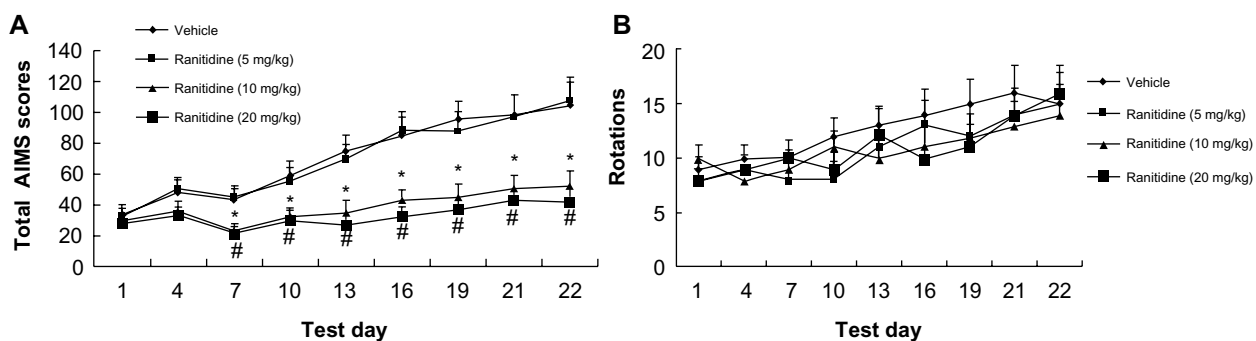 A
Vehicle
Ranitidine (5 mg/kg)
Ranitidine (10 mg/kg)
Ranitidine (20 mg/kg)
Total AIMS scores
140
120
100
80
60
40
20
0
* * * * * * *
# # # # # # #
1 4 7 10 13 16 19 21 22
Test day
B
Vehicle
Ranitidine (5 mg/kg)
Ranitidine (10 mg/kg)
Ranitidine (20 mg/kg)
Rotations
20
15
10
5
0
1 4 7 10 13 16 19 21 22
Test day